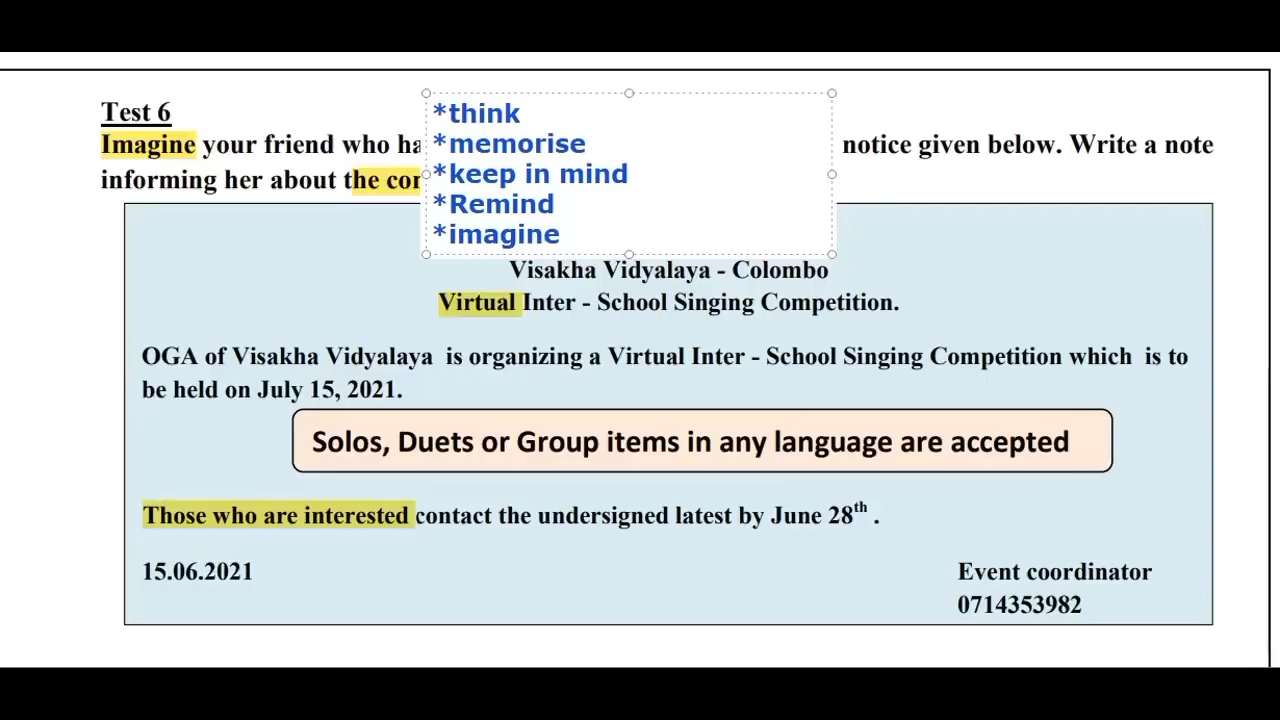 Test 6
*think
Imagine your friend who
*memorise
notice given below. Write a note
informing her about the
*keep in mind
*Remind
*imagine
Visakha Vidyalaya - Colombo
Virtual Inter - School Singing Competition.
OGA of Visakha Vidyalaya is organizing a Virtual Inter - School Singing Competition which is to
be held on July 15, 2021.
Solos, Duets or Group items in any language are accepted
Those who are interested contact the undersigned latest by June 28th .
15.06.2021
Event coordinator
0714353982